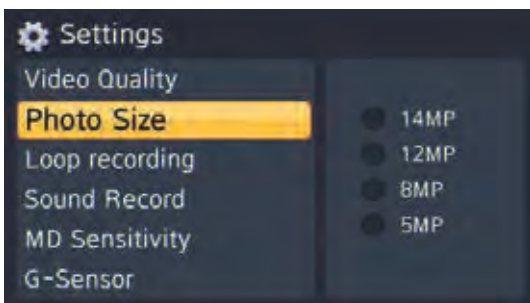 Settings
Video Quality
Photo Size
Loop recording
Sound Record
MD Sensitivity
G-Sensor
14MP
12MP
8MP
5MP